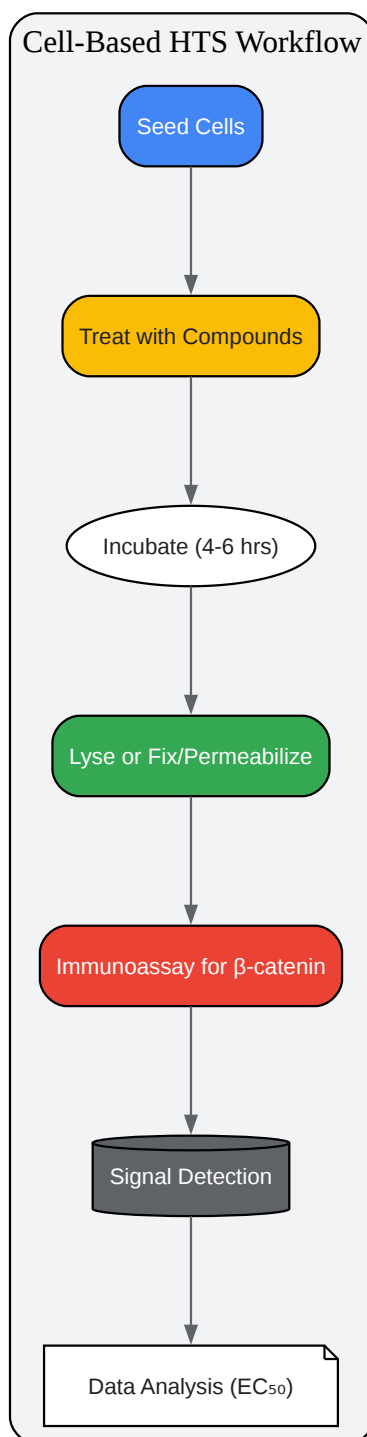 Cell-Based HTS Workflow
Seed Cells
Treat with Compounds
Incubate (4-6 hrs)
Lyse or Fix/Permeabilize
Immunoassay for β-catenin
Signal Detection
Data Analysis (EC₅₀)